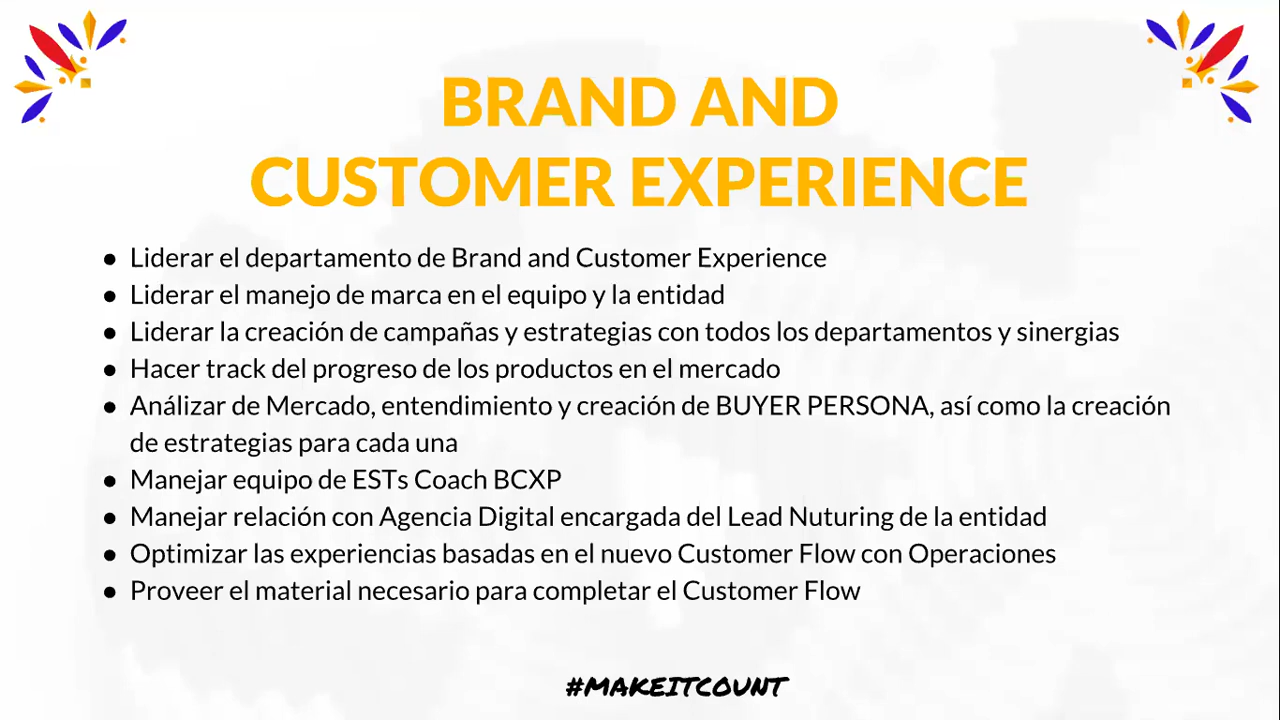 BRAND AND
CUSTOMER EXPERIENCE
● Liderar el departamento de Brand and Customer Experience
● Liderar el manejo de marca en el equipo y la entidad
● Liderar la creación de campañas y estrategias con todos los departamentos y sinergias
● Hacer track del progreso de los productos en el mercado
● Análizar de Mercado, entendimiento y creación de BUYER PERSONA, así como la creación
de estrategias para cada una
● Manejar equipo de ESTs Coach BCXP
● Manejar relación con Agencia Digital encargada del Lead Nuturing de la entidad
● Optimizar las experiencias basadas en el nuevo Customer Flow con Operaciones
● Proveer el material necesario para completar el Customer Flow
#MAKEITCOUNT